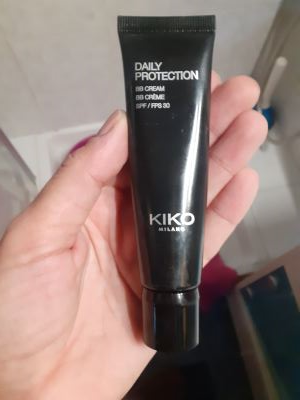 DAILY
PROTECTION
BB CREAM
BB CRÈME
SPF / FPS 30
KIKO
MILANO